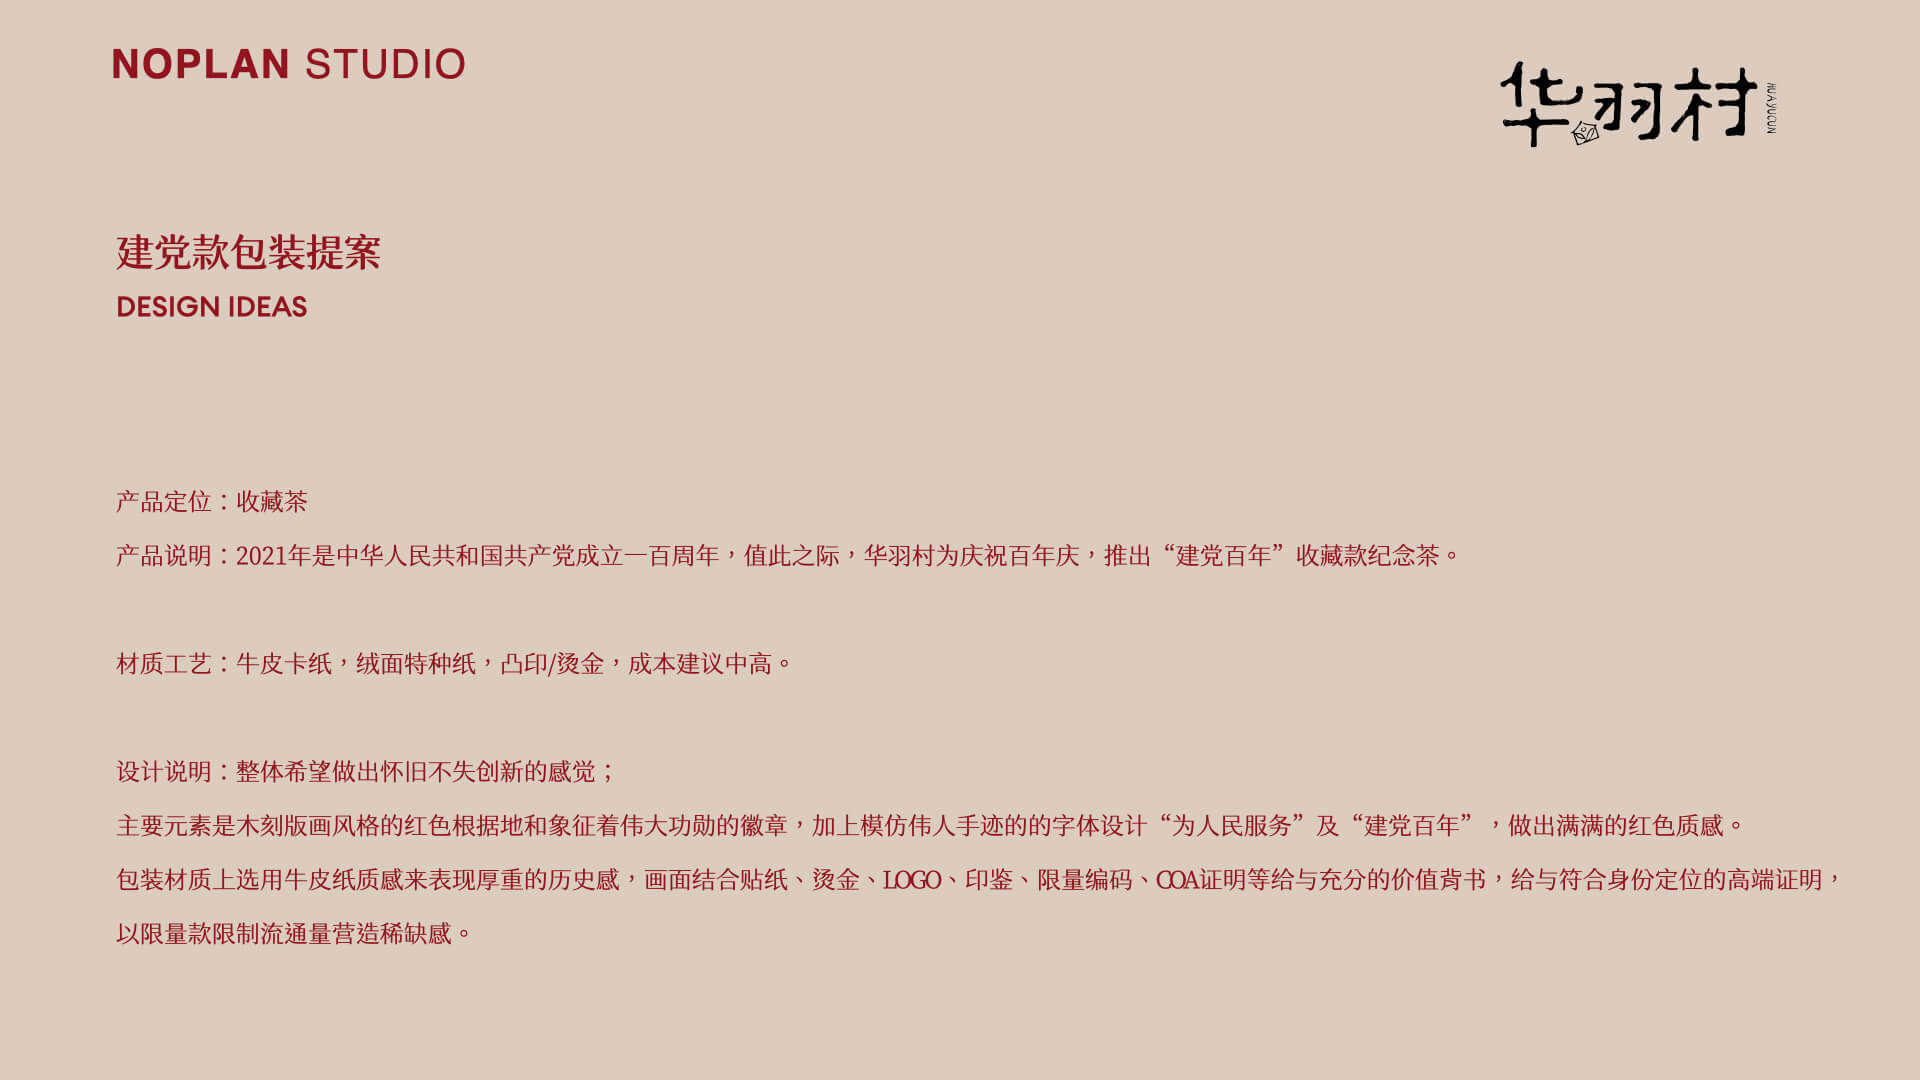 NOPLAN STUDIO
华羽村
HUAYUCUN
建党款包装提案
DESIGN IDEAS
产品定位：收藏茶
产品说明：2021年是中华人民共和国共产党成立一百周年，值此之际，华羽村为庆祝百年庆，推出“建党百年”收藏款纪念茶。
材质工艺：牛皮卡纸，绒面特种纸，凸印/烫金，成本建议中高。
设计说明：整体希望做出怀旧不失创新的感觉；
主要元素是木刻版画风格的红色根据地和象征着伟大功勋的徽章，加上模仿伟人手迹的的字体设计“为人民服务”及“建党百年”，做出满满的红色质感。
包装材质上选用牛皮纸质感来表现厚重的历史感，画面结合贴纸、烫金、LOGO、印鉴、限量编码、COA证明等给与充分的价值背书，给与符合身份定位的高端证明，
以限量款限制流通量营造稀缺感。